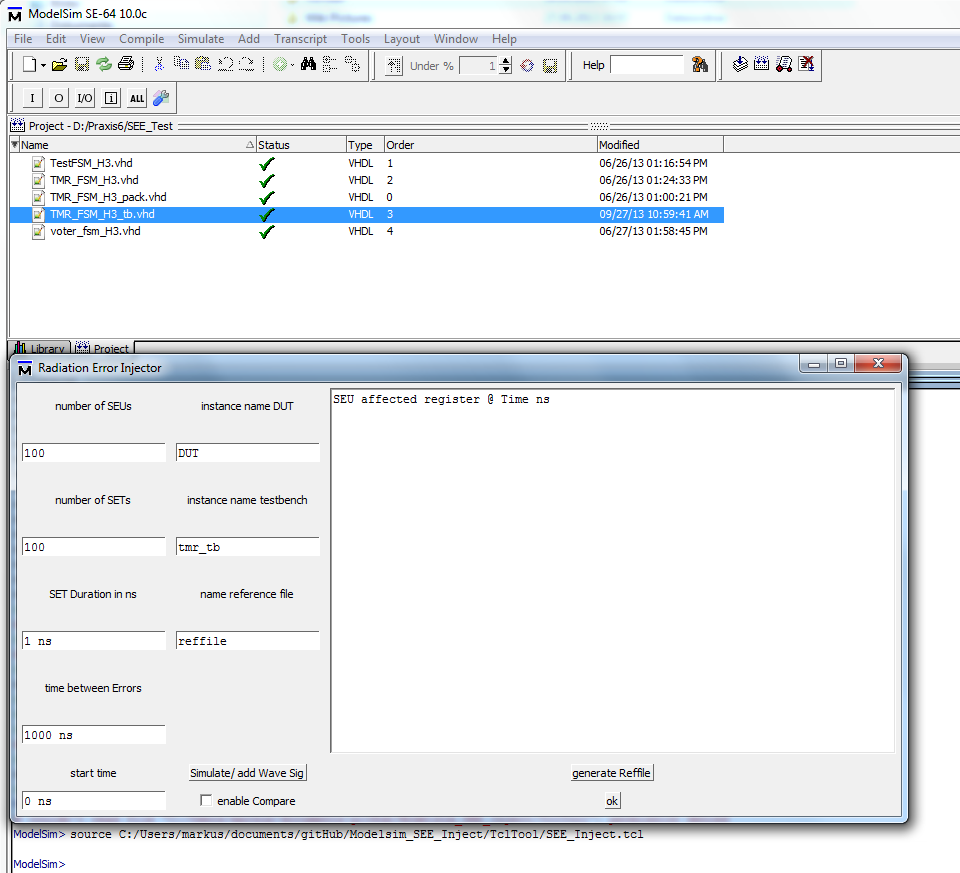 ModelSim SE-64 10.0c
File Edit View Compile Simulate Add Transcript Tools Layout Window Help
Under % 1 Help
I O I/O i ALL
Project - D:/Praxis6/SEE_Test
Name Status Type Order Modified
TestFSM_H3.vhd VHDL 1 06/26/13 01:16:54 PM
TMR_FSM_H3.vhd VHDL 2 06/26/13 01:24:33 PM
TMR_FSM_H3_pack.vhd VHDL 0 06/26/13 01:00:21 PM
TMR_FSM_H3_tb.vhd VHDL 3 09/27/13 10:59:41 AM
voter_fsm_H3.vhd VHDL 4 06/27/13 01:58:45 PM
Library Project
Radiation Error Injector
number of SEUs instance name DUT
SEU affected register @ Time ns
100 DUT
number of SETs instance name testbench
100 tmr_tb
SET Duration in ns name reference file
1 ns reffile
time between Errors
1000 ns
start time Simulate/ add Wave Sig generate Reffile
0 ns enable Compare ok
ModelSim> source C:/Users/markus/documents/gitHub/Modelsim_SEE_Inject/TclTool/SEE_Inject.tcl
ModelSim>